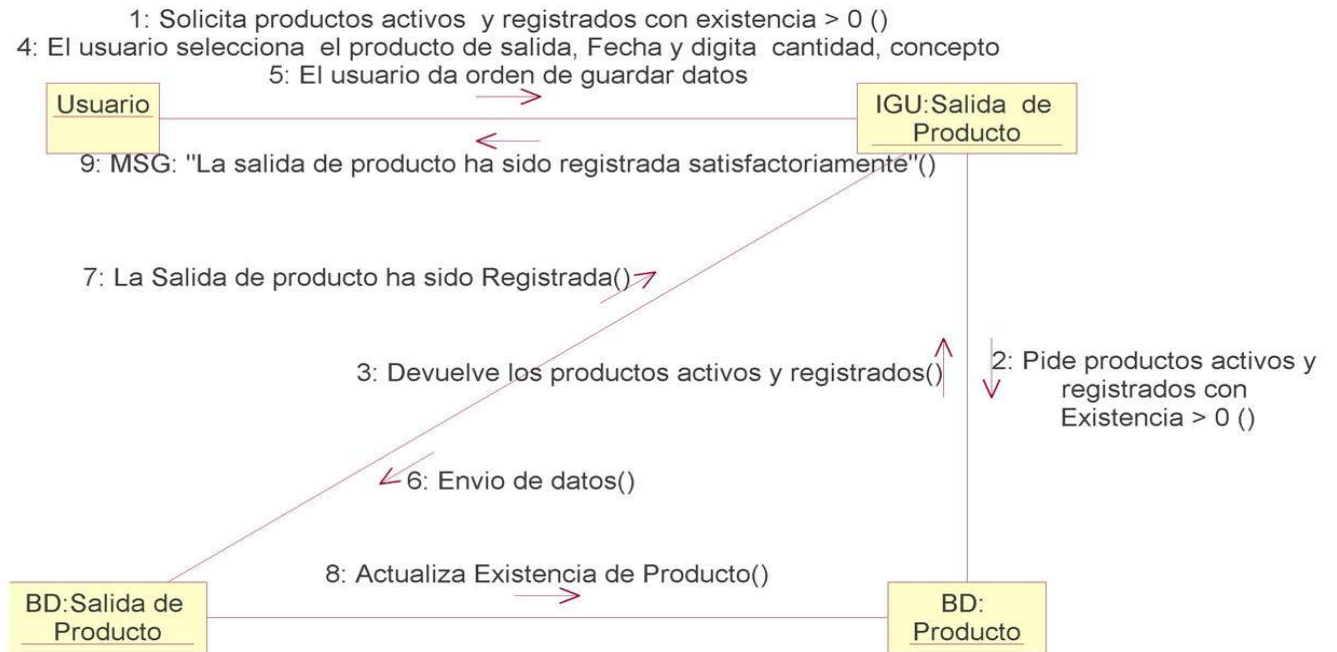 1: Solicita productos activos y registrados con existencia > 0 ()
4: El usuario selecciona el producto de salida, Fecha y digita cantidad, concepto
5: El usuario da orden de guardar datos
Usuario
IGU:Salida de
Producto
9: MSG: "La salida de producto ha sido registrada satisfactoriamente"()
7: La Salida de producto ha sido Registrada()
3: Devuelve los productos activos y registrados()
2: Pide productos activos y
registrados con
Existencia > 0 ()
6: Envio de datos()
8: Actualiza Existencia de Producto()
BD:Salida de
Producto
BD:
Producto